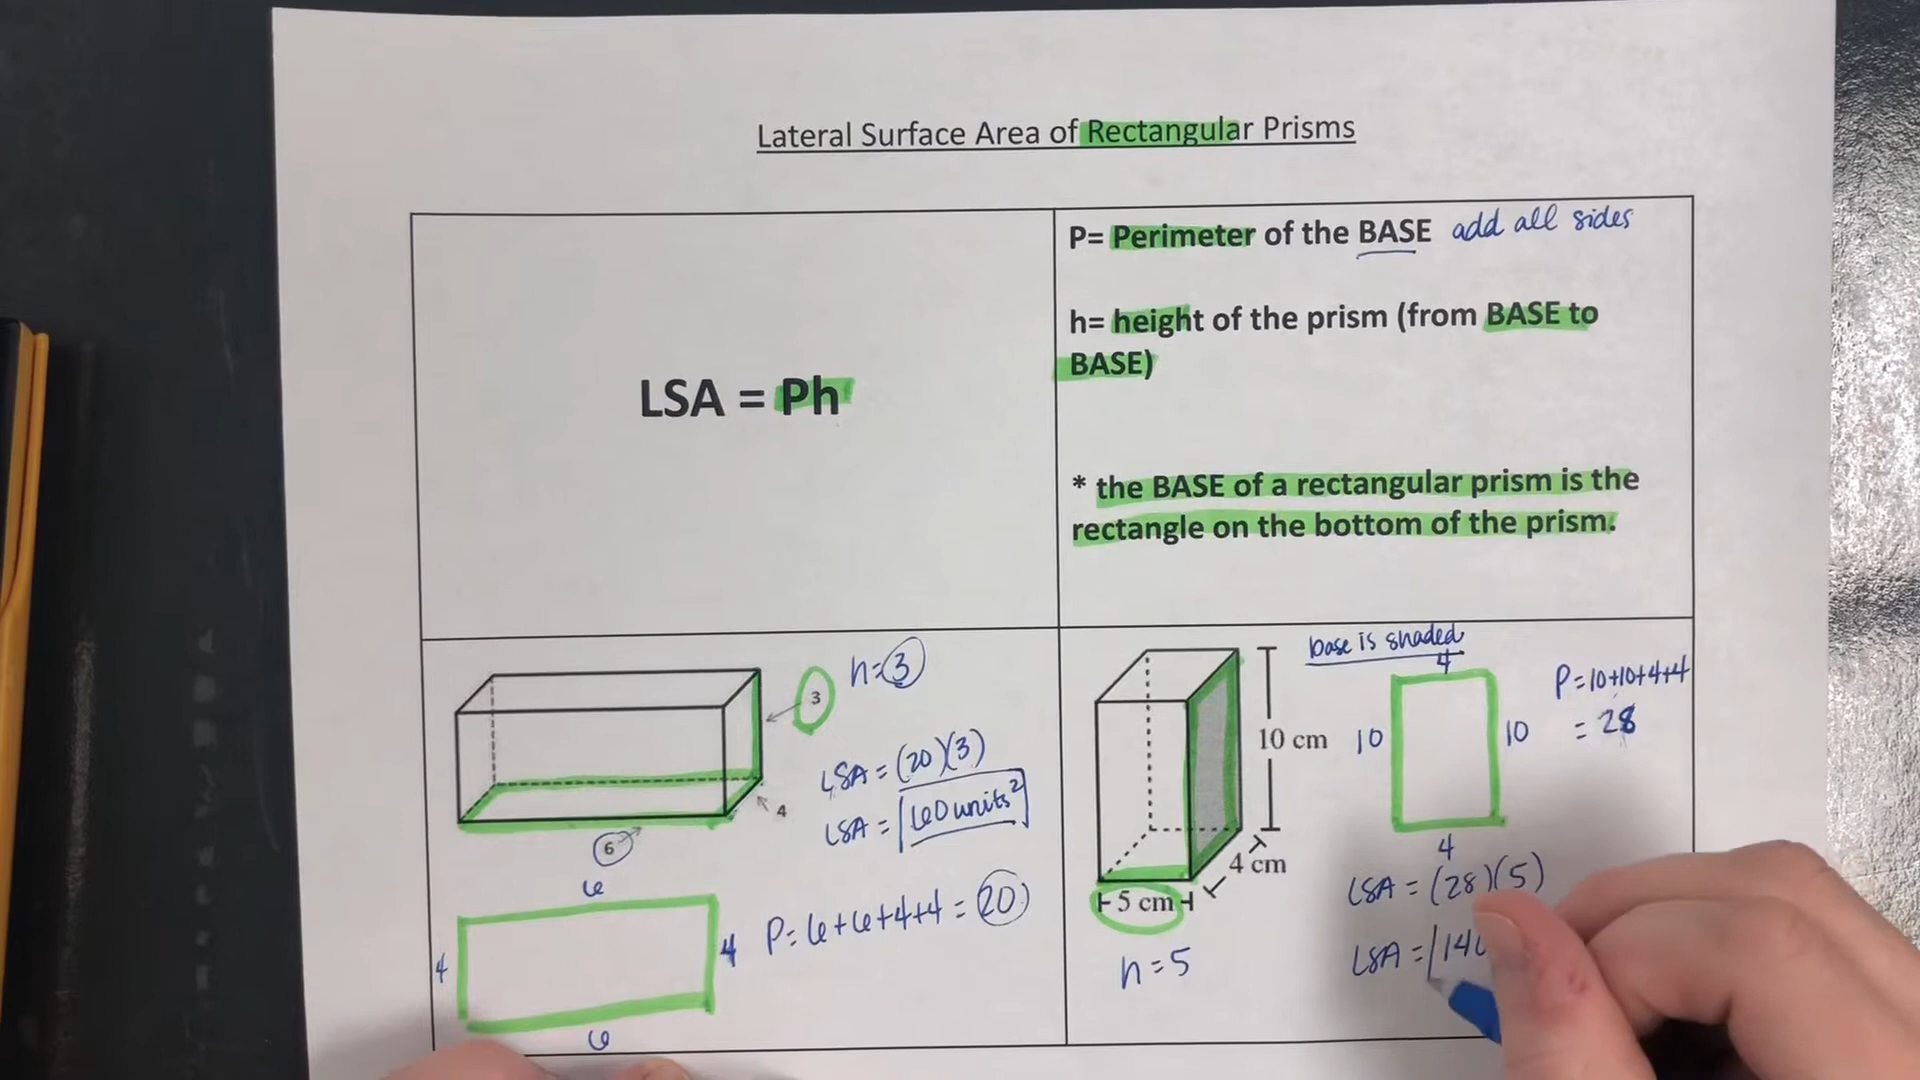 Lateral Surface Area of Rectangular Prisms
LSA = Ph
P= Perimeter of the BASE add all sides
h= height of the prism (from BASE to
BASE)
* the BASE of a rectangular prism is the
rectangle on the bottom of the prism.
h=3
3
4
6
LSA = (20)(3)
LSA = 60 units²
6
4
4
6
P= 6+6+4+4 = 20
base is shaded
10 cm
4 cm
5 cm
h=5
4
10
10
4
P=10+10+4+4
= 28
LSA = (28)(5)
LSA =